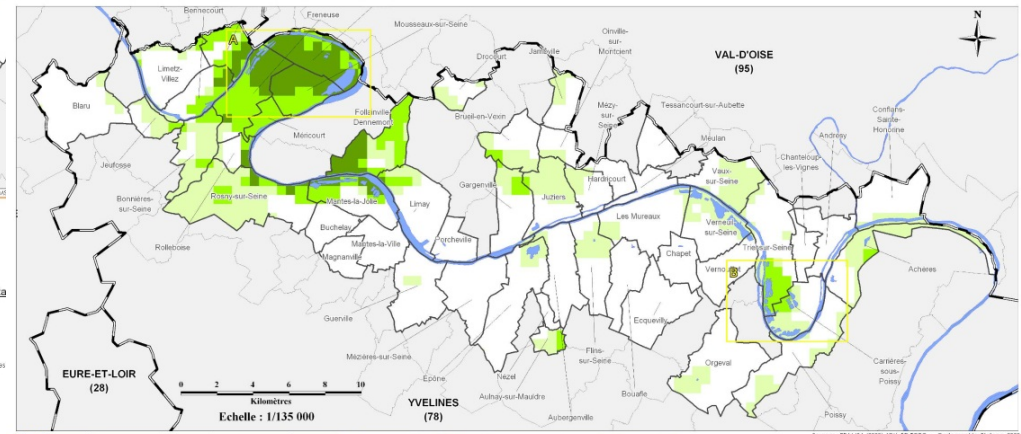 Bennecourt
Freneuse
Mousseaux-sur-Seine
N
A
Limetz-
Villez
Drocourt
Jambville
Oinville-
sur-
Montcient
VAL-D'OISE
(95)
Blaru
Follainville
Dennemont
Brueil-en-Vexin
Mézy-
sur-
Seine
Tessancourt-sur-Aubette
Conflans-
Sainte-
Honorine
Méricourt
Meulan
Andrésy
Chanteloup-
les-Vignes
Jeufosse
Gargenville
Hardricourt
Vaux-
sur-Seine
Bonnières-
sur-Seine
Rosny-sur-Seine
Mantes-la-Jolie
Limay
Juziers
Les Mureaux
Verneuil-
sur-Seine
Buchelay
Triel-sur-Seine
Rolleboise
Mantes-la-Ville
Porcheville
Magnanville
Chapet
Vernouillet
B
Achères
Guerville
Ecquevilly
Mézières-sur-Seine
Flins-
sur-Seine
Orgeval
Carrières-
sous-
Poissy
EURE-ET-LOIR
(28)
0 2 4 6 8 10
Kilomètres
Echelle : 1/135 000
Epône
Nézel
Aulnay-sur-Mauldre
Bouafle
YVELINES
(78)
Aubergenville
Poissy